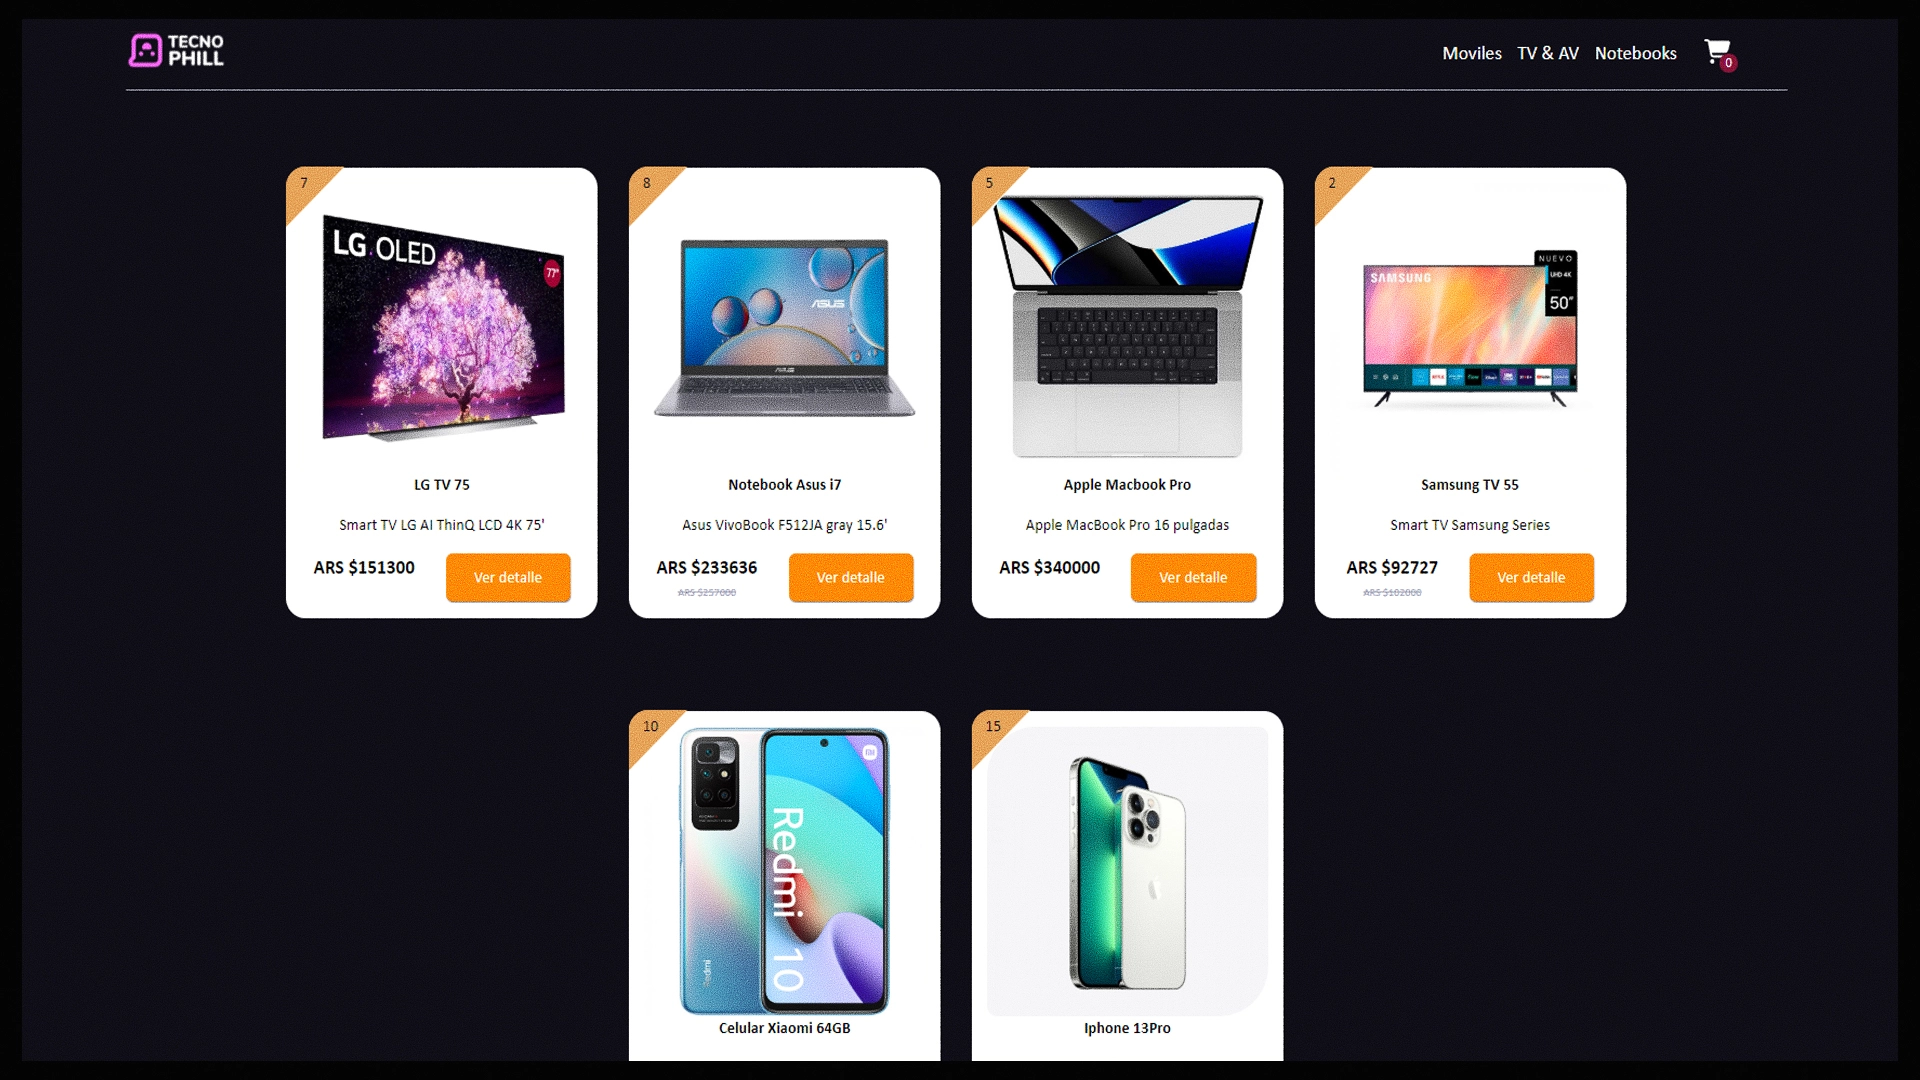 TECNO
PHILL
Moviles TV & AV Notebooks 0
7
LG OLED
77"
LG TV 75
Smart TV LG AI ThinQ LCD 4K 75'
ARS $151300
Ver detalle
8
ASUS
ASUS
Notebook Asus i7
Asus VivoBook F512JA gray 15.6'
ARS $233636
ARS $257000
Ver detalle
5
Apple Macbook Pro
Apple MacBook Pro 16 pulgadas
ARS $340000
Ver detalle
2
SAMSUNG
NUEVO
UHD 4K
50"
Samsung TV 55
Smart TV Samsung Series
ARS $92727
ARS $102000
Ver detalle
10
Redmi 10
Redmi
Celular Xiaomi 64GB
15
Iphone 13Pro